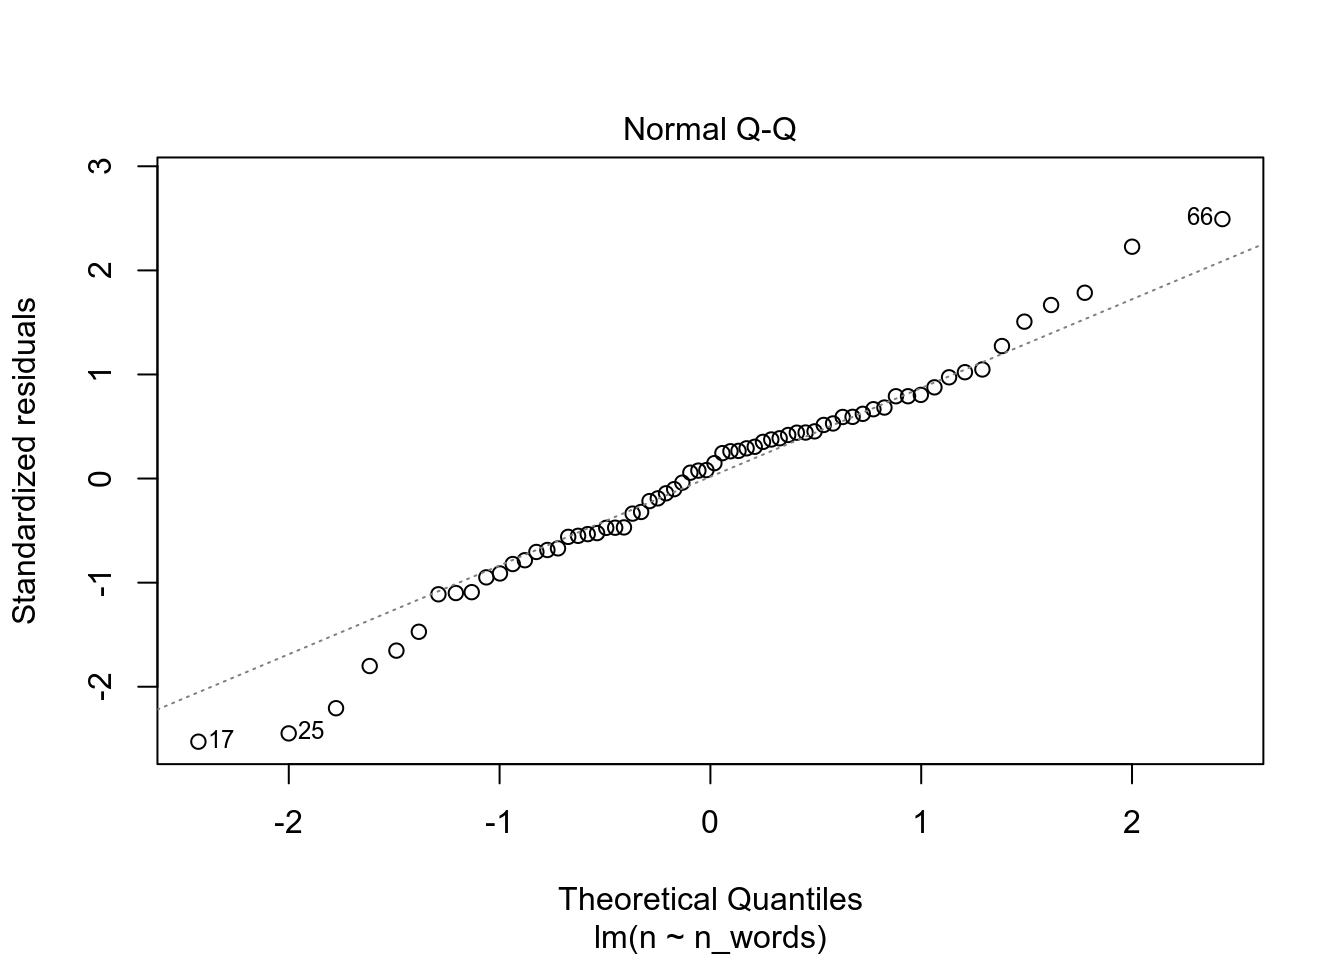 Normal Q-Q
Standardized residuals
3
2
1
0
-1
-2
66
17
25
-2 -1 0 1 2
Theoretical Quantiles
lm(n ~ n_words)